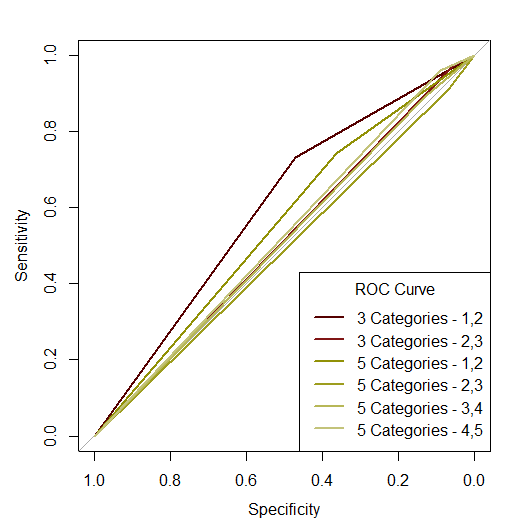 1.0
0.8
0.6
0.4
0.2
0.0
Sensitivity
ROC Curve
3 Categories - 1,2
3 Categories - 2,3
5 Categories - 1,2
5 Categories - 2,3
5 Categories - 3,4
5 Categories - 4,5
1.0 0.8 0.6 0.4 0.2 0.0
Specificity